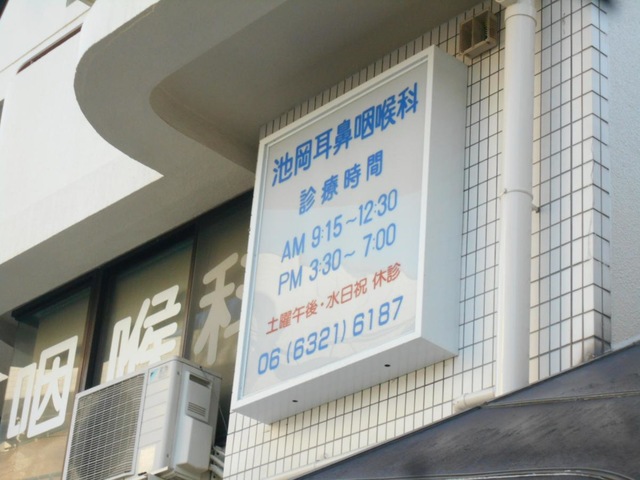 池岡耳鼻咽喉科
診療時間
AM 9:15~12:30
PM 3:30~ 7:00
土曜午後・水日祝 休診
06(6321)6187
咽喉科